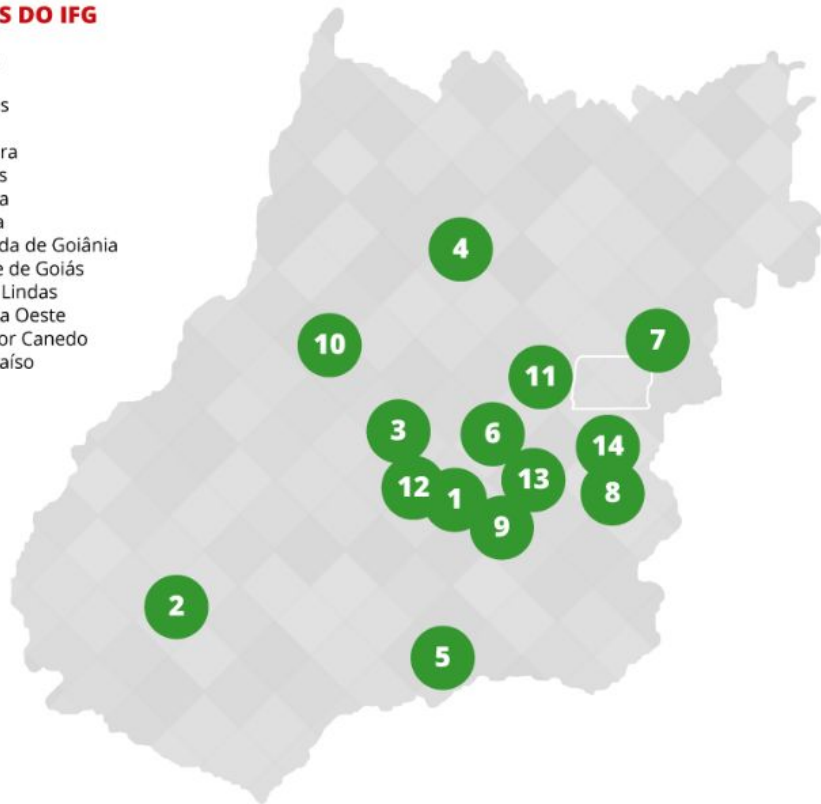 S DO IFG
s
ra
s
a
a
da de Goiânia
e de Goiás
Lindas
a Oeste
or Canedo
aíso
4
10
7
11
3
6
14
12
1
13
8
9
2
5